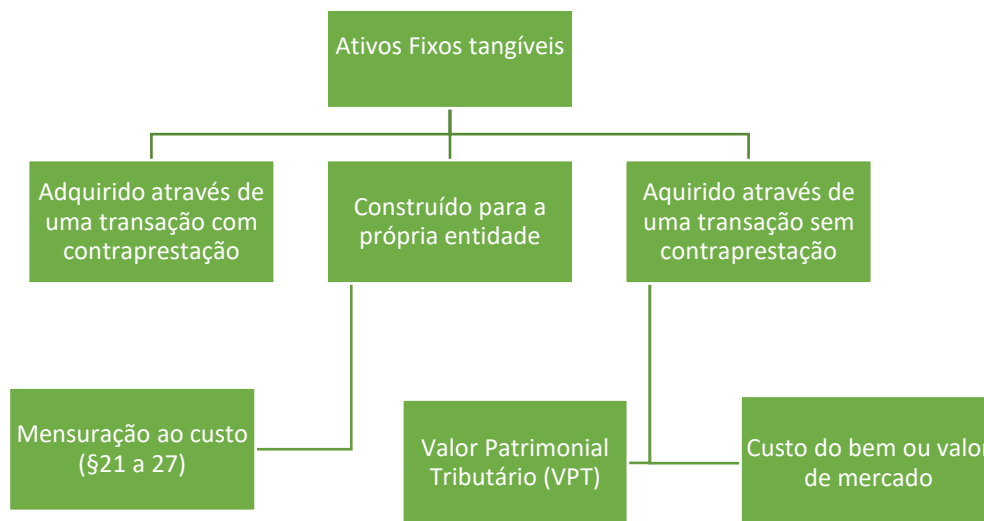 Ativos Fixos tangíveis
Adquirido através de
uma transação com
contraprestação
Construído para a
própria entidade
Aquirido através de
uma transação sem
contraprestação
Mensuração ao custo
(§21 a 27)
Valor Patrimonial
Tributário (VPT)
Custo do bem ou valor
de mercado